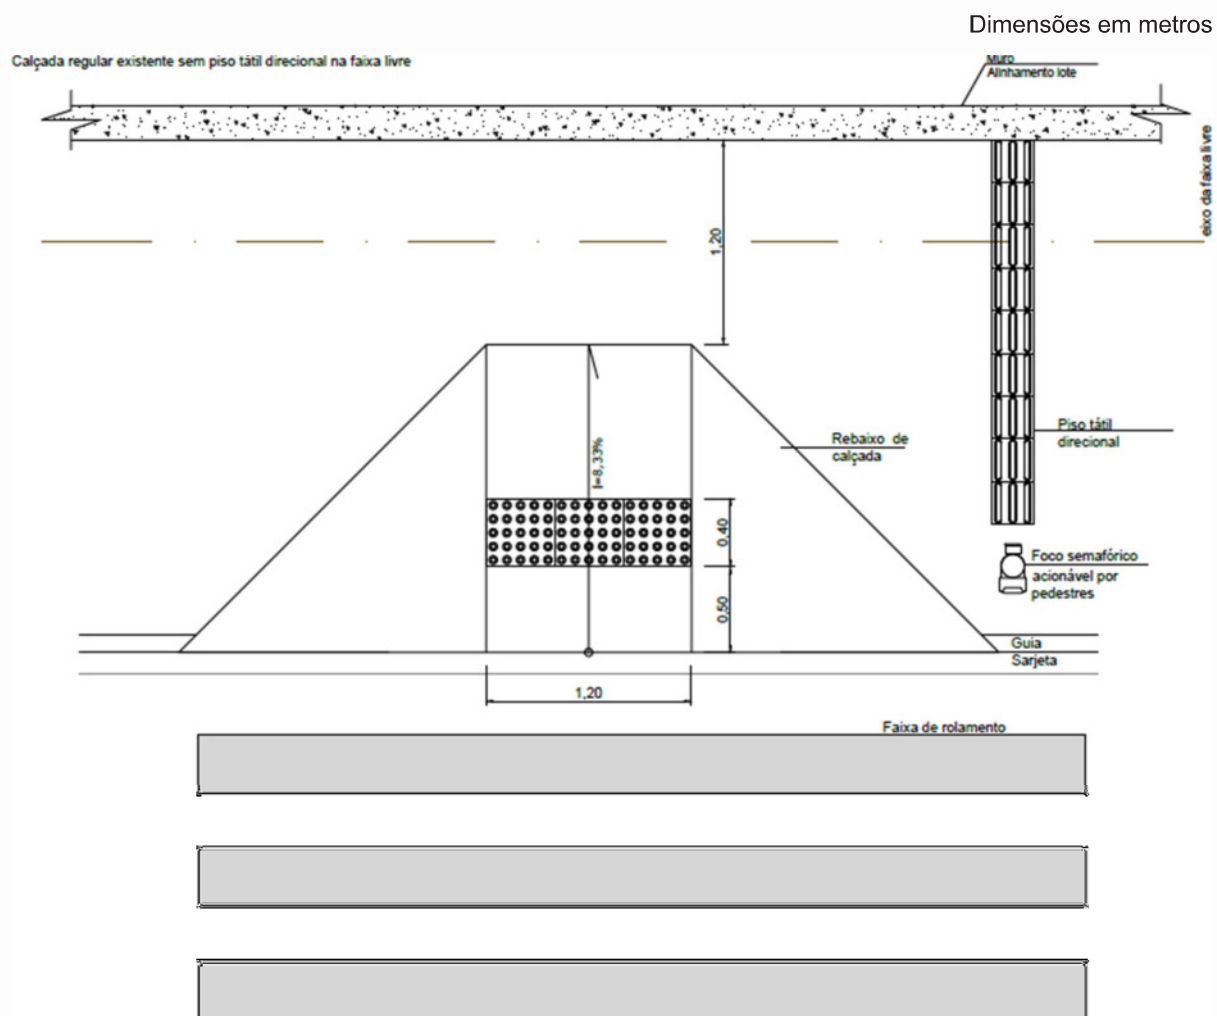 Dimensões em metros
Calçada regular existente sem piso tátil direcional na faixa livre
Muro
Alinhamento lote
eixo da faixa livre
1,20
i=8,33%
Rebaixo de
calçada
Piso tátil
direcional
0,40
0,50
Foco semafórico
acionável por
pedestres
Guia
Sarjeta
1,20
Faixa de rolamento